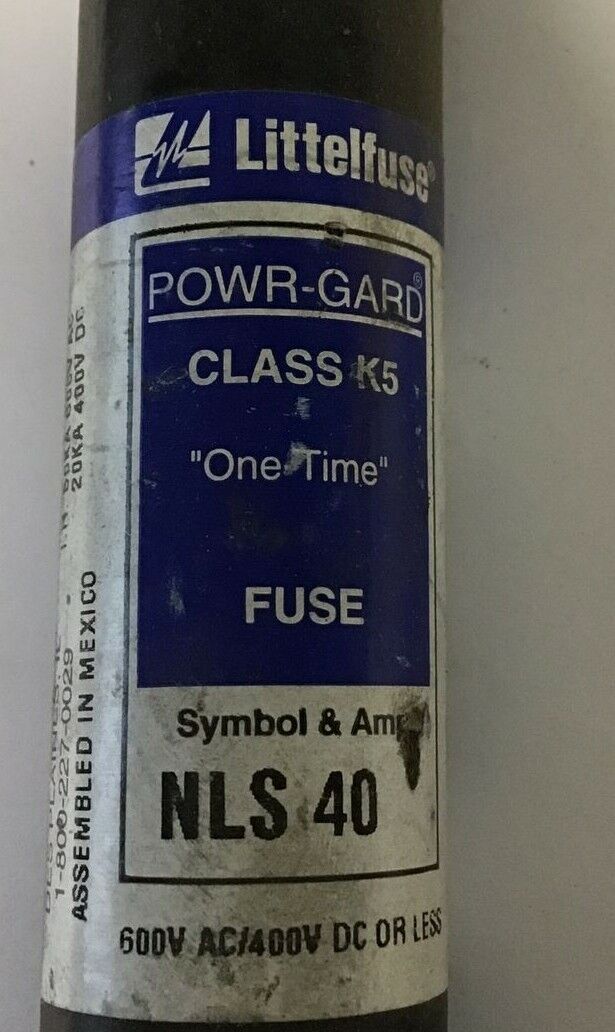 Littelfuse®
POWR-GARD®
CLASS K5
"One-Time"
FUSE
Symbol & Amp
NLS 40
600V AC/400V DC OR LESS
20KA 400V DC
1-800-227-0029
ASSEMBLED IN MEXICO